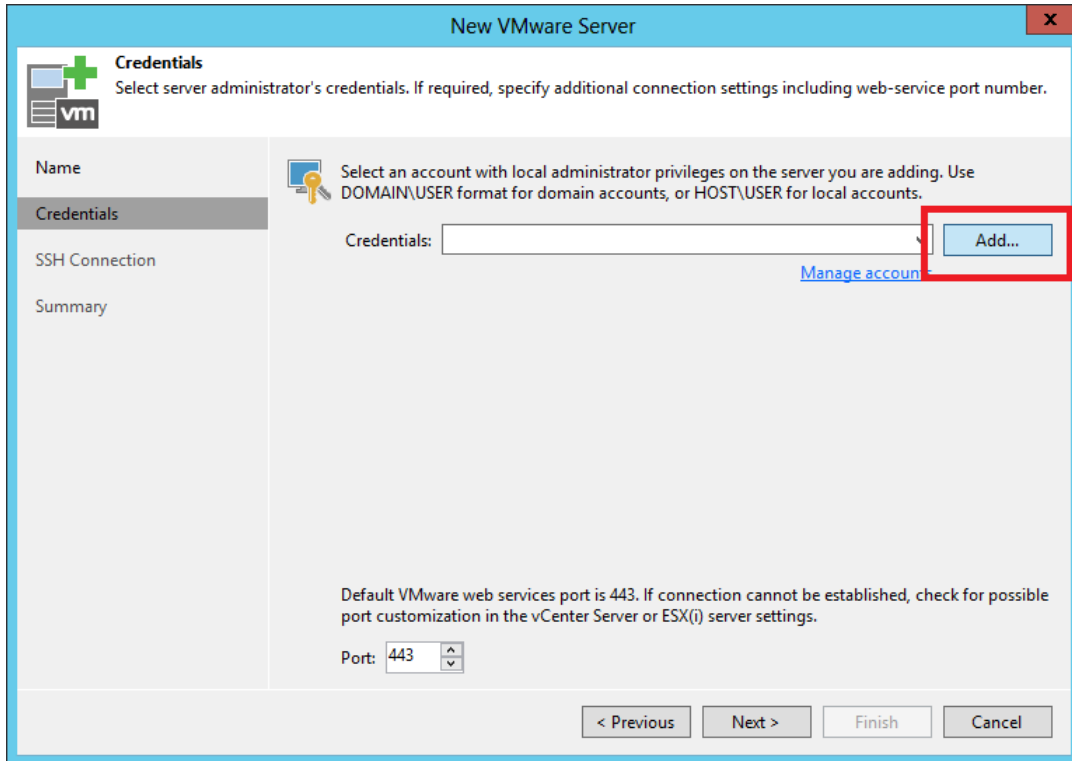 New VMware Server
x
Credentials
Select server administrator's credentials. If required, specify additional connection settings including web-service port number.
vm
Name
Credentials
SSH Connection
Summary
Select an account with local administrator privileges on the server you are adding. Use
DOMAIN\USER format for domain accounts, or HOST\USER for local accounts.
Credentials:
Add...
Manage account
Default VMware web services port is 443. If connection cannot be established, check for possible
port customization in the vCenter Server or ESX(i) server settings.
Port: 443
< Previous
Next >
Finish
Cancel